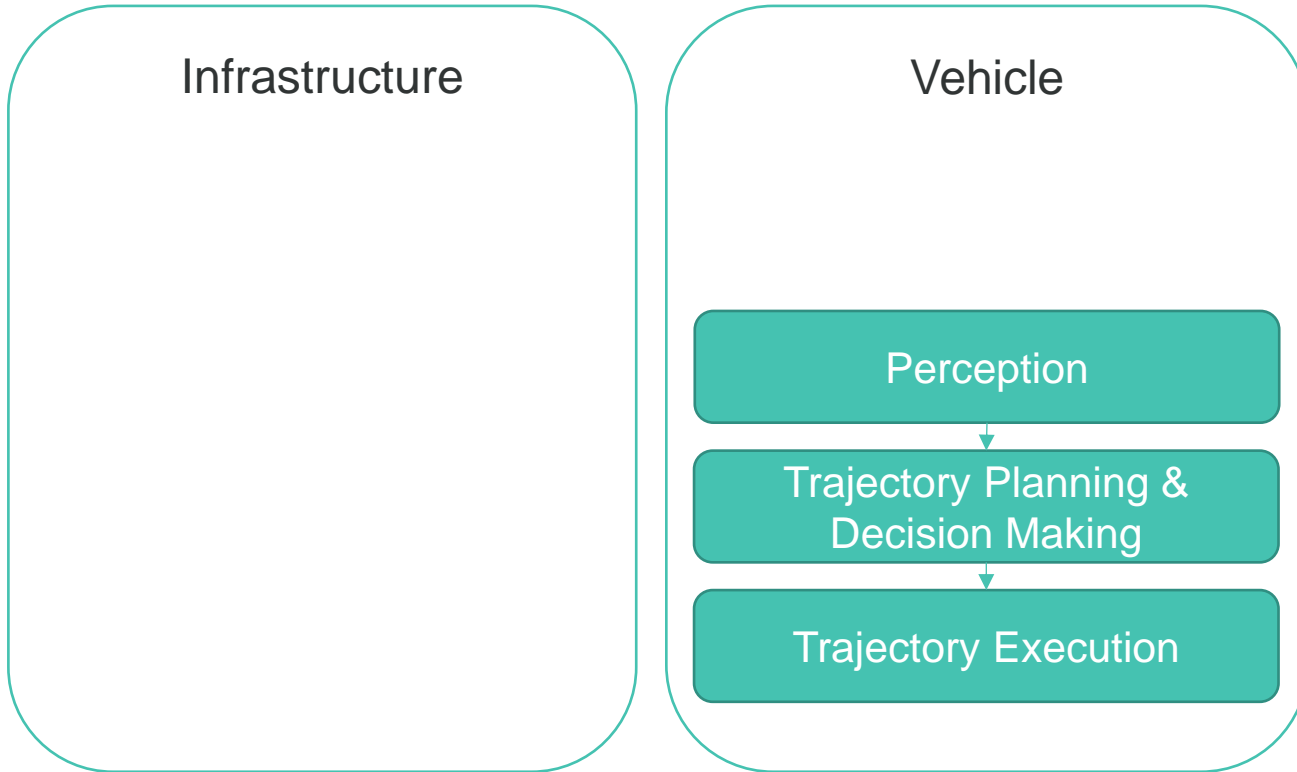 Infrastructure
Vehicle
Perception
Trajectory Planning &
Decision Making
Trajectory Execution